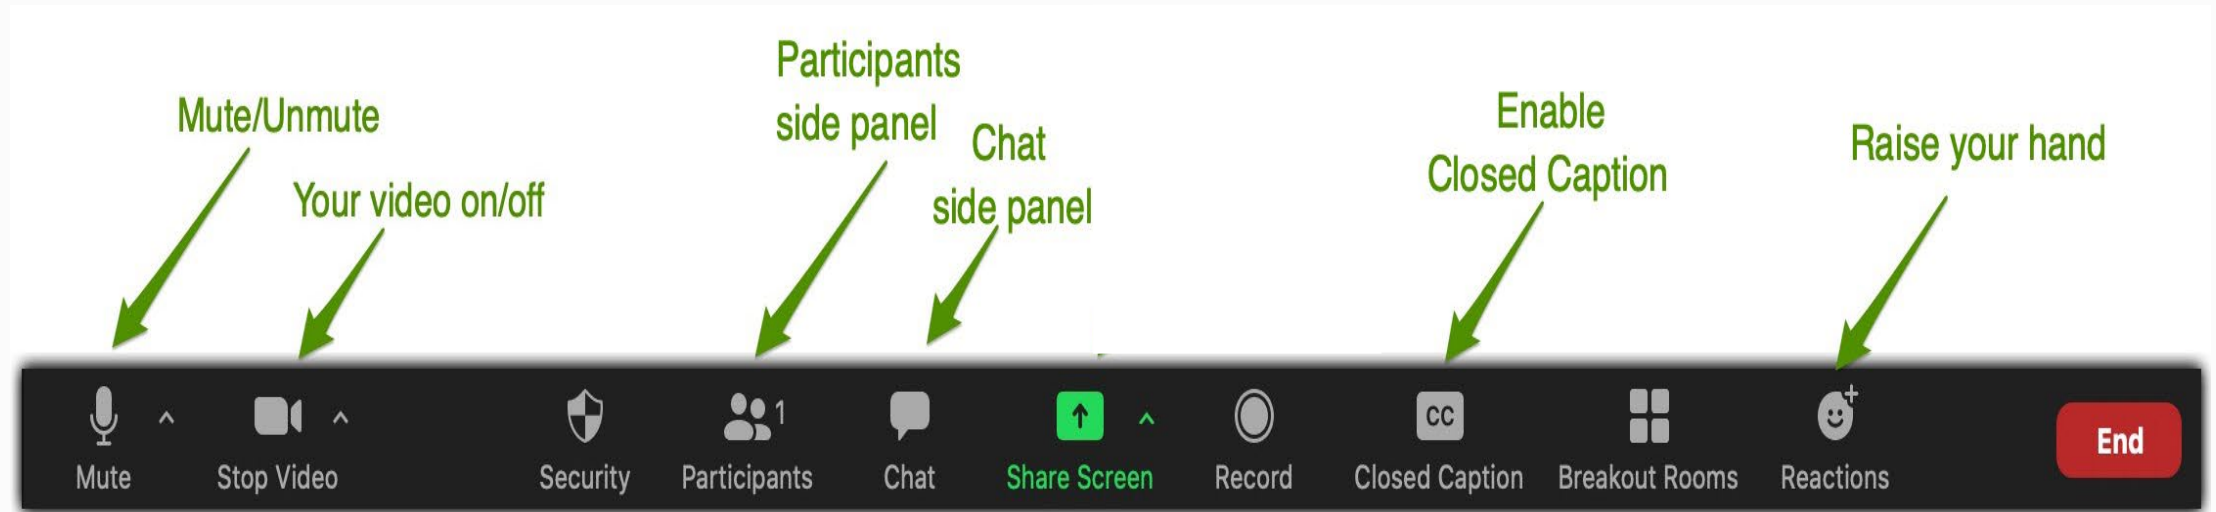 Participants
side panel
Mute/Unmute
Chat
side panel
Enable
Closed Caption
Raise your hand
Your video on/off
1
CC
Mute
Stop Video
Security
Participants
Chat
Share Screen
Record
Closed Caption
Breakout Rooms
Reactions
End